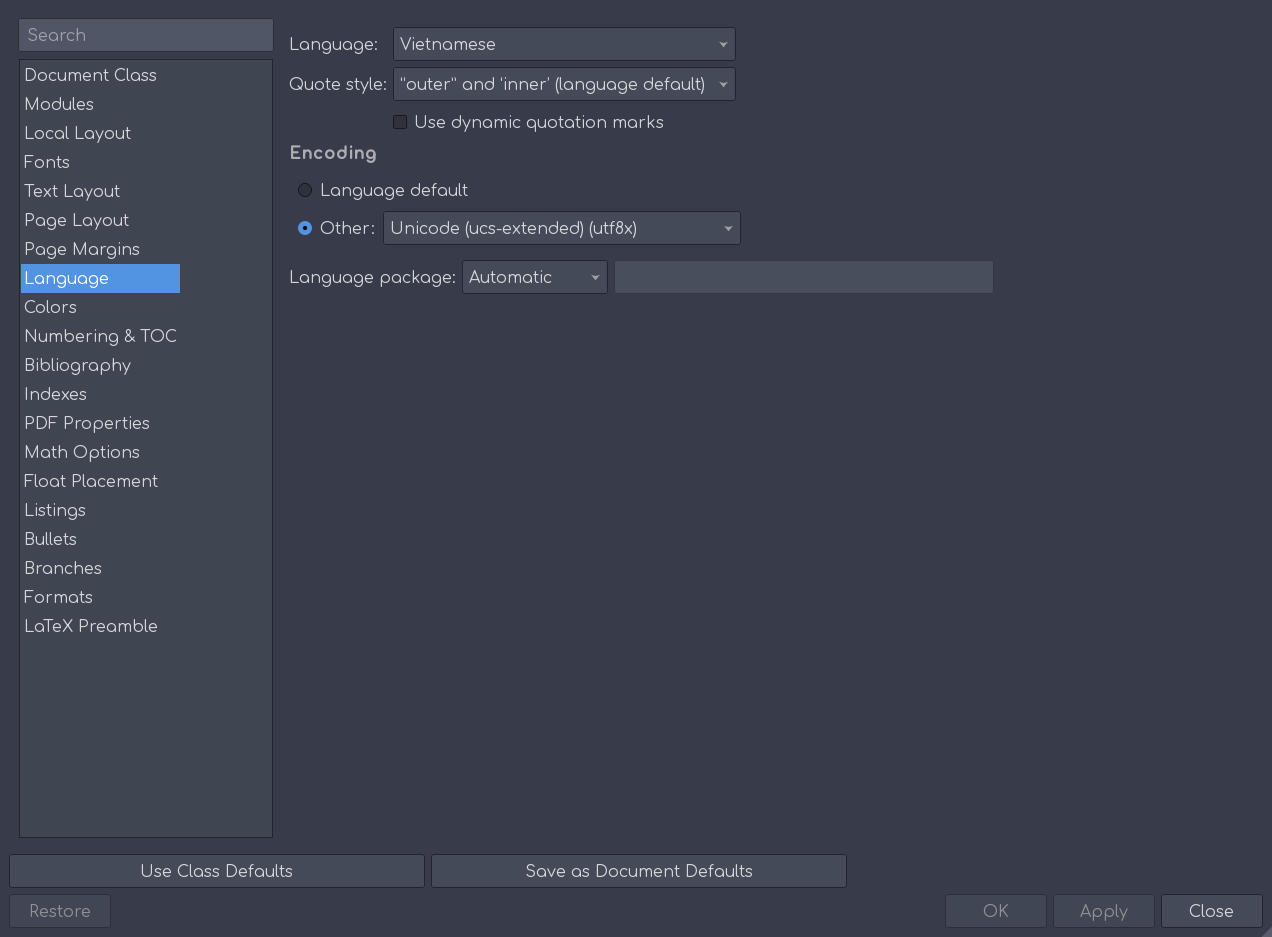 Search
Document Class
Modules
Local Layout
Fonts
Text Layout
Page Layout
Page Margins
Language
Colors
Numbering & TOC
Bibliography
Indexes
PDF Properties
Math Options
Float Placement
Listings
Bullets
Branches
Formats
LaTeX Preamble
Language: Vietnamese
Quote style: “outer” and ‘inner’ (language default)
Use dynamic quotation marks
Encoding
Language default
Other: Unicode (ucs-extended) (utf8x)
Language package: Automatic
Use Class Defaults Save as Document Defaults
Restore OK Apply Close